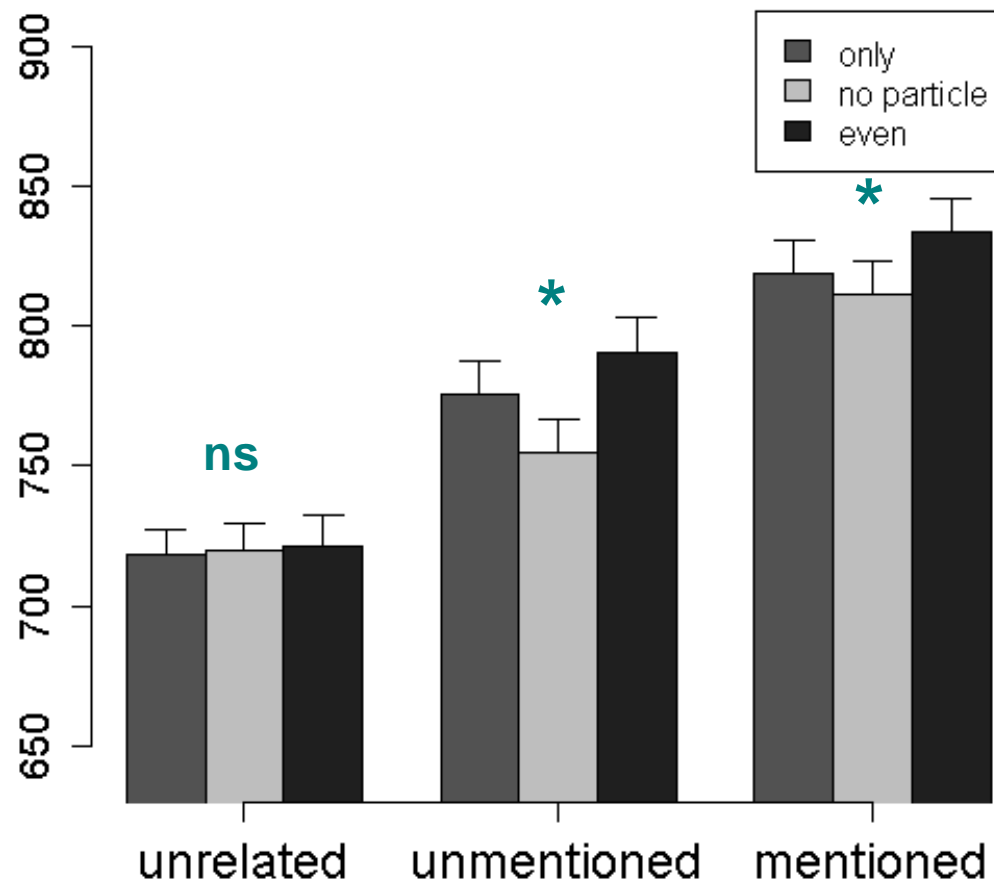 900
850
800
750
700
650
only
no particle
even
*
*
ns
unrelated unmentioned mentioned